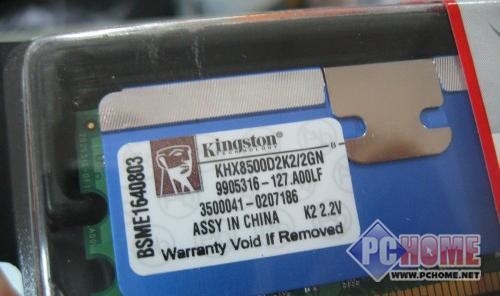 BSME1640803
Kingston
TECHNOLOGY
KHX8500D2K2/2GN
9905316-127.A00LF
3500041-0207186
ASSY IN CHINA K2 2.2V
Warranty Void If Removed
PCHOME
WWW.PCHOME.NET